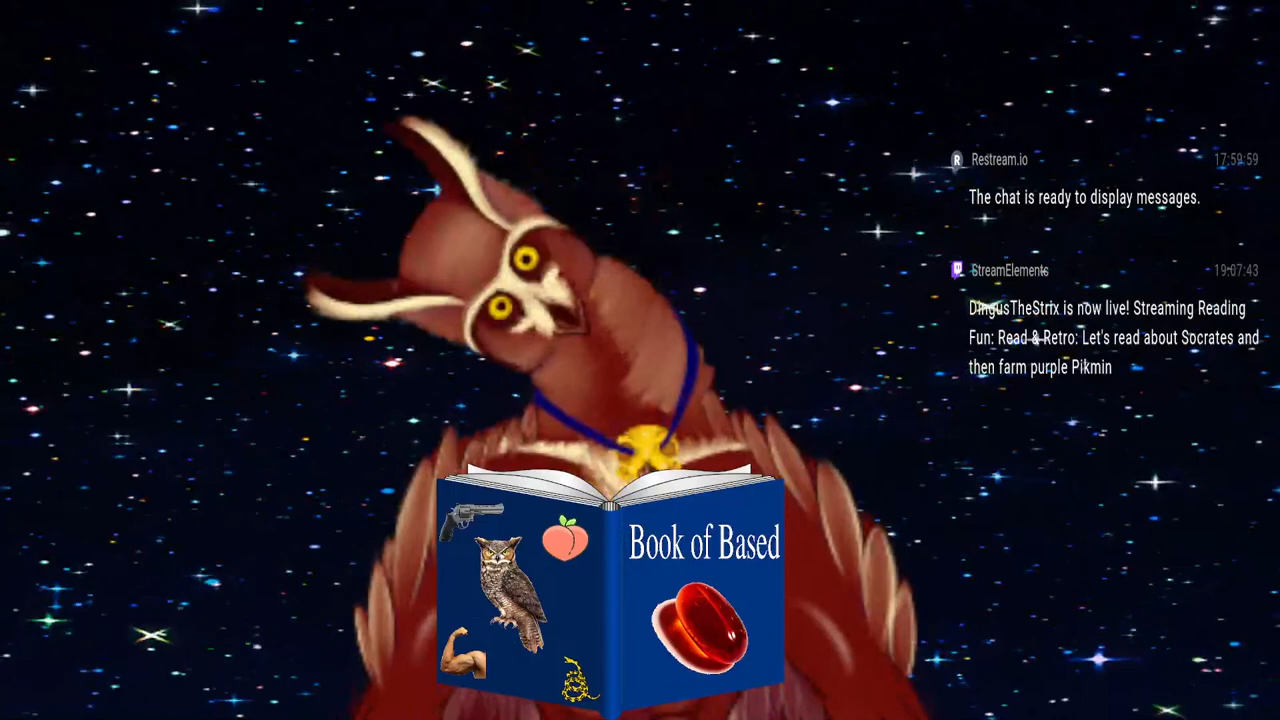 R Restream.io 17:59:59
The chat is ready to display messages.
StreamElements 19:07:43
DingusTheStrix is now live! Streaming Reading
Fun: Read & Retro: Let's read about Socrates and
then farm purple Pikmin
Book of Based